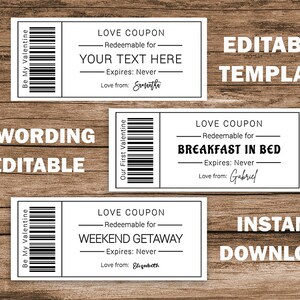 LOVE COUPON
Redeemable for
YOUR TEXT HERE
Expires: Never
Love from: Samantha
Be My Valentine
EDITAB
TEMPLA
WORDING
EDITABLE
LOVE COUPON
Redeemable for
BREAKFAST IN BED
Expires: Never
Love from: Gabriel
Our First Valentine
LOVE COUPON
Redeemable for
WEEKEND GETAWAY
Expires: Never
Love from: Elizabeth
Be My Valentine
INSTAN
DOWNLO